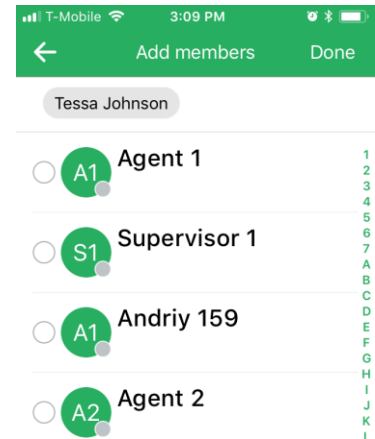 T-Mobile 3:09 PM
Add members Done
Tessa Johnson
A1 Agent 1
S1 Supervisor 1
A1 Andriy 159
A2 Agent 2
1
2
3
4
5
6
7
A
B
C
D
E
F
G
H
I
J
K